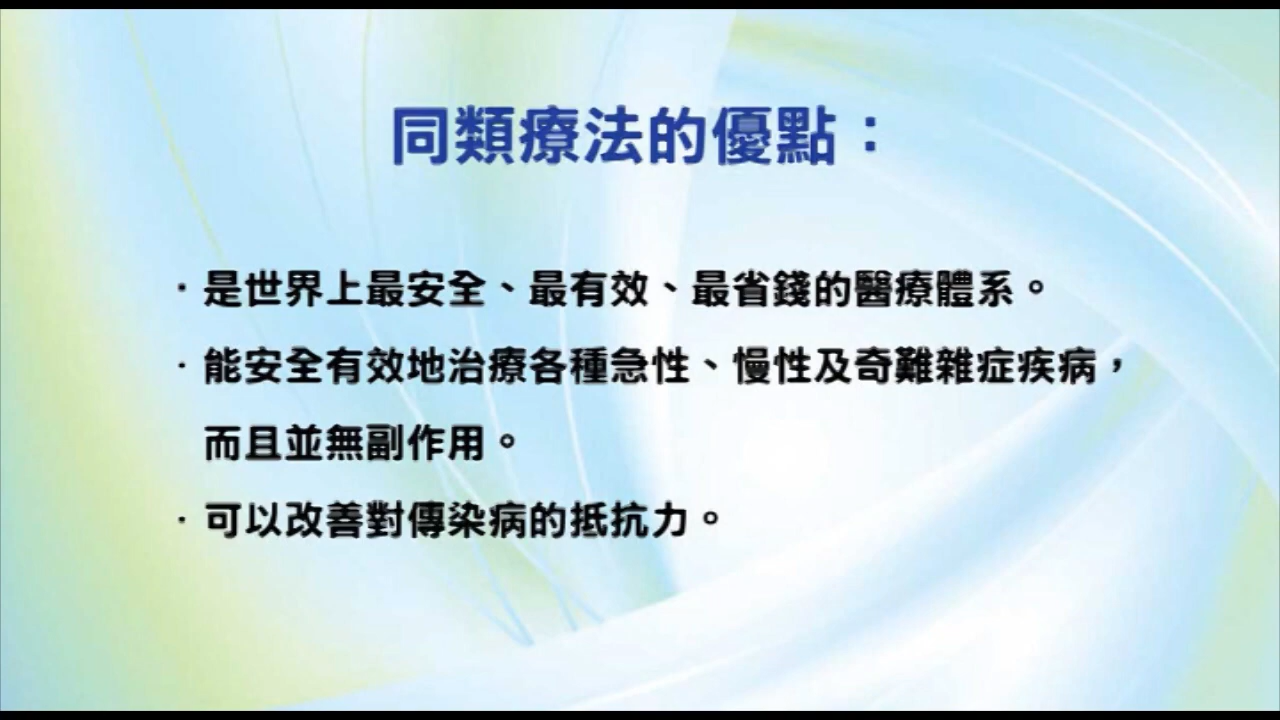 同類療法的優點：
·是世界上最安全、最有效、最省錢的醫療體系。
·能安全有效地治療各種急性、慢性及奇難雜症疾病，
而且並無副作用。
·可以改善對傳染病的抵抗力。